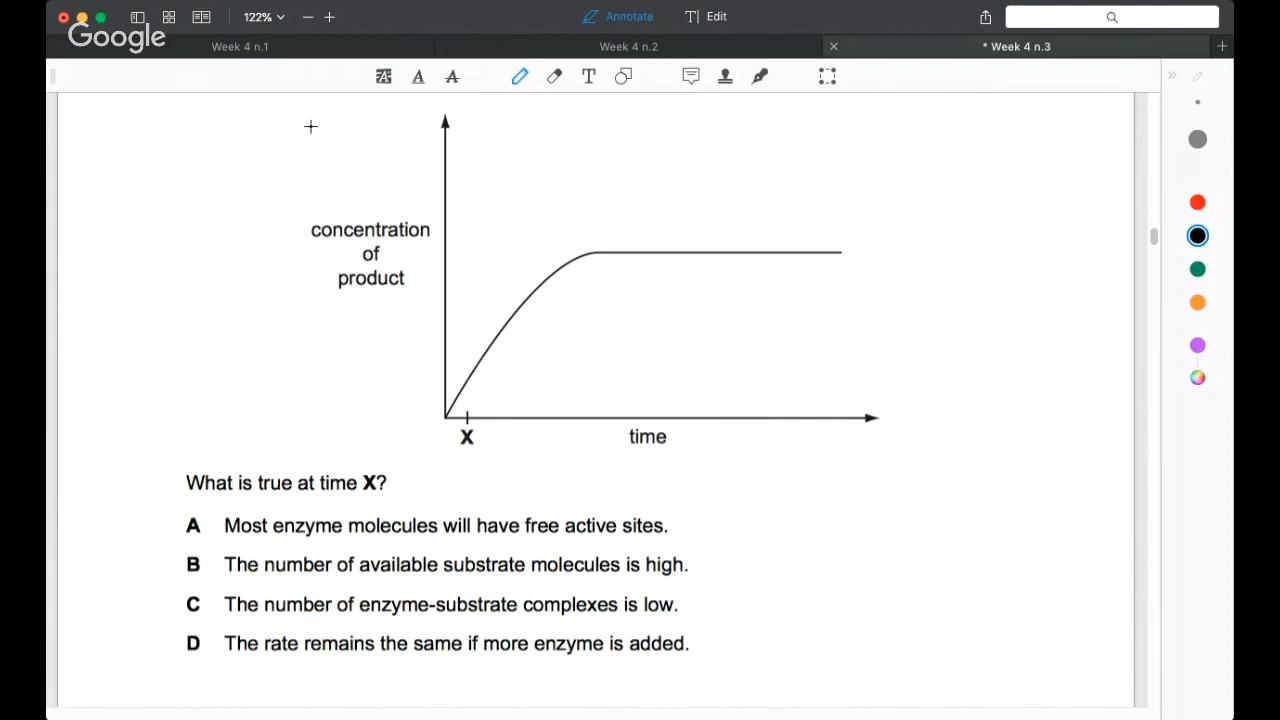 122%
Annotate
T| Edit
Google
Week 4 n.1
Week 4 n.2
* Week 4 n.3
A A A T
concentration
of
product
X
time
What is true at time X?
A Most enzyme molecules will have free active sites.
B The number of available substrate molecules is high.
C The number of enzyme-substrate complexes is low.
D The rate remains the same if more enzyme is added.